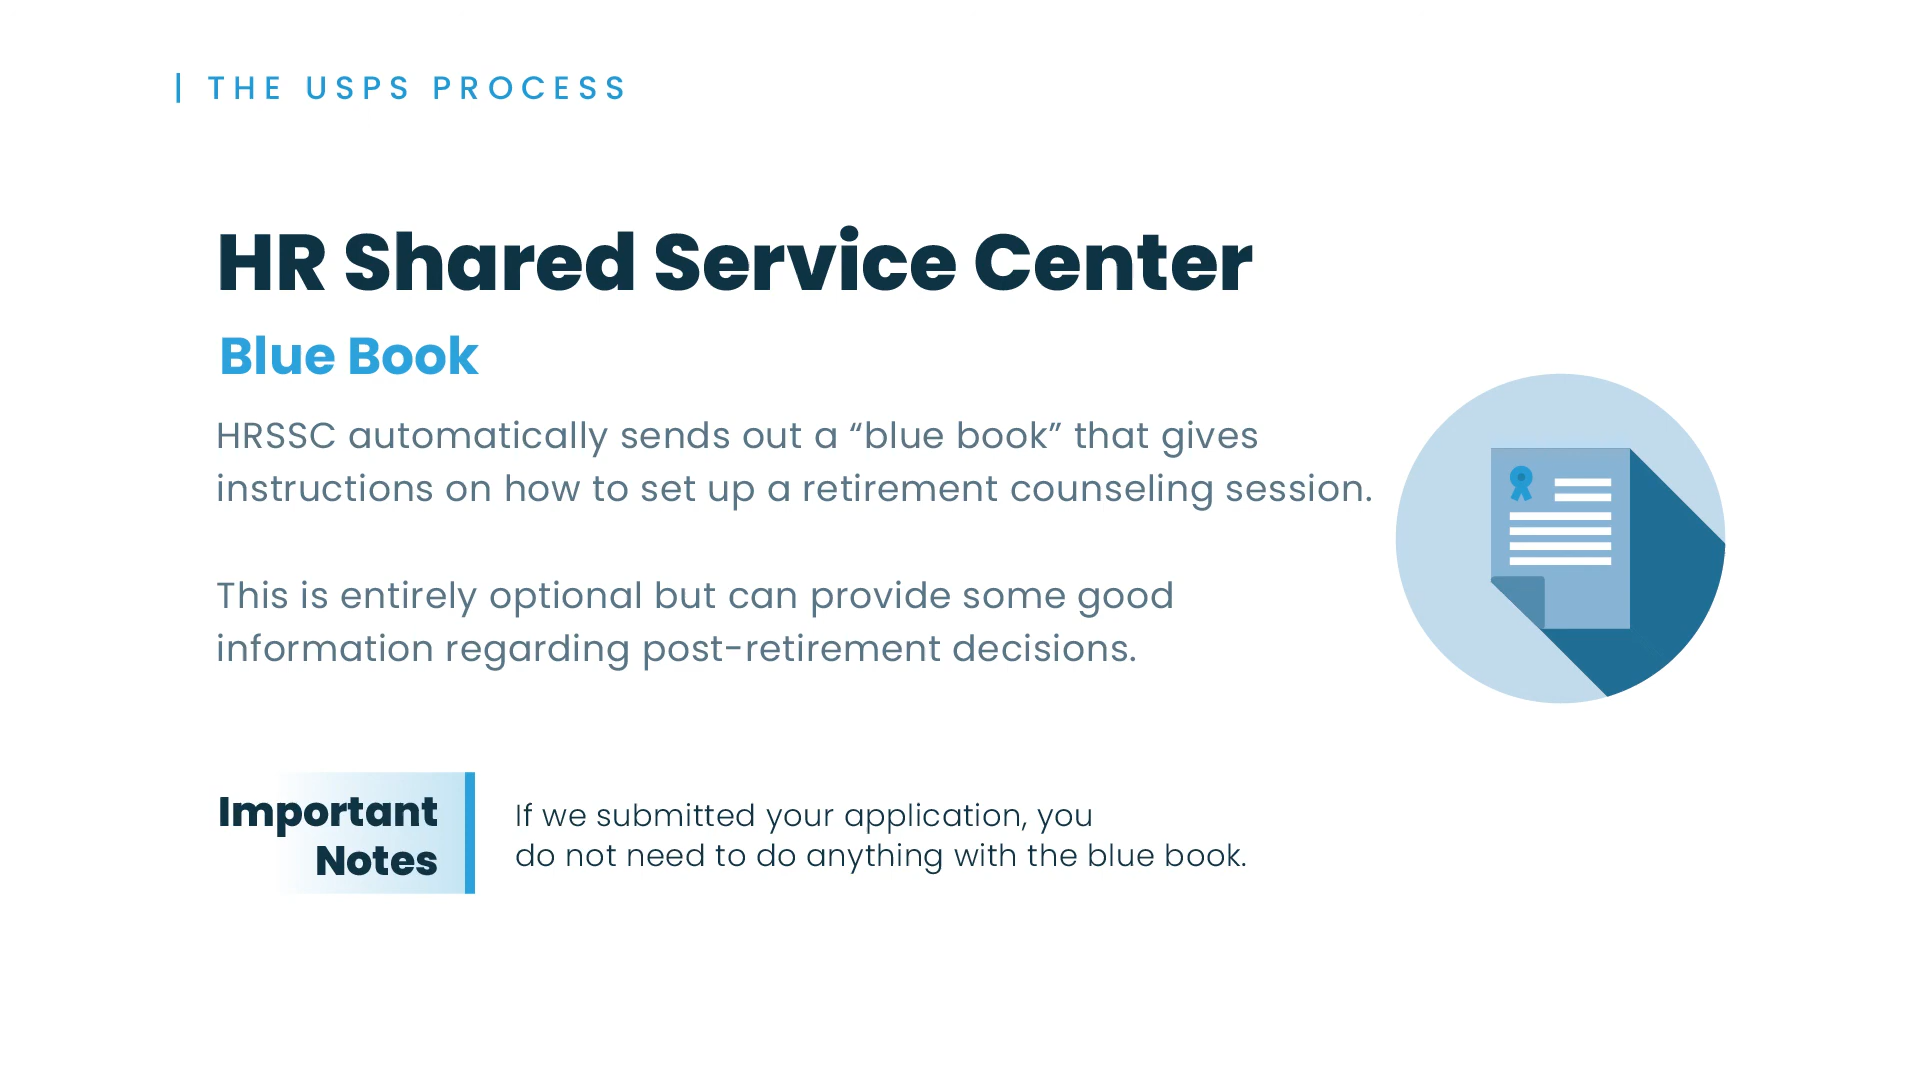 | THE USPS PROCESS
HR Shared Service Center
Blue Book
HRSSC automatically sends out a “blue book” that gives
instructions on how to set up a retirement counseling session.
This is entirely optional but can provide some good
information regarding post-retirement decisions.
Important
Notes
If we submitted your application, you
do not need to do anything with the blue book.